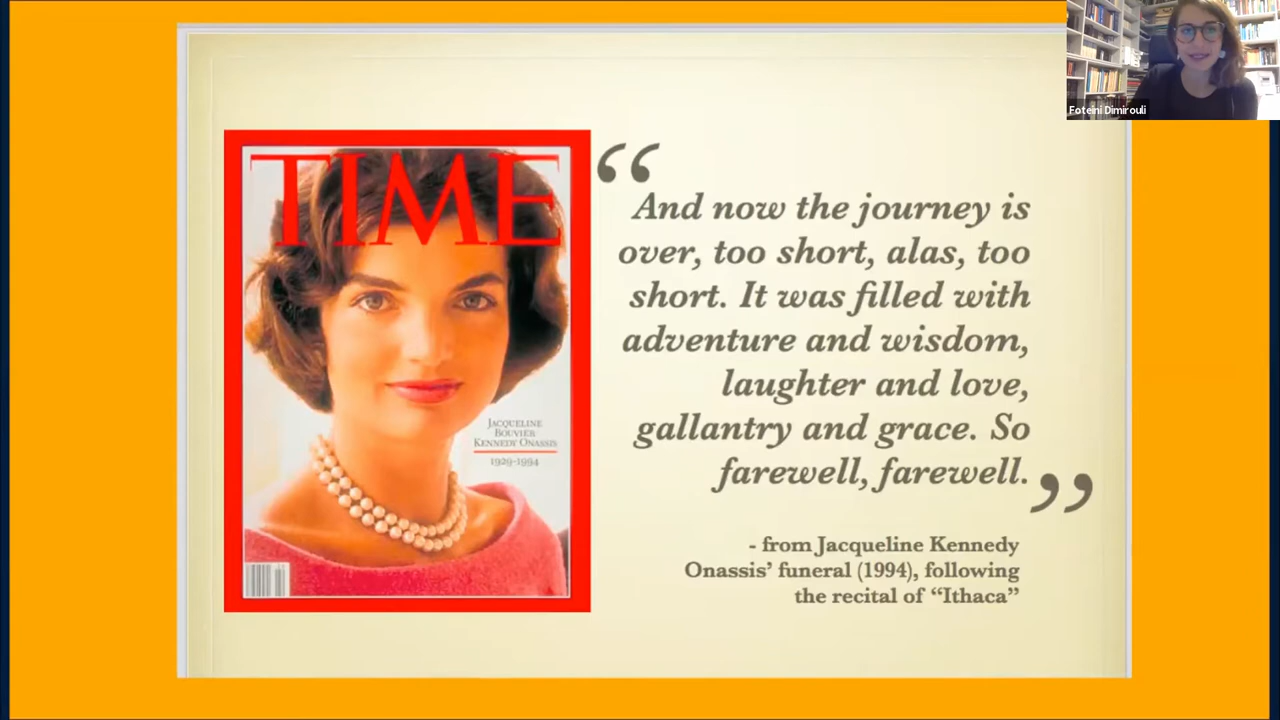 Foteini Dimirouli
TIME
JACQUELINE
BOUVIER
KENNEDY ONASSIS
1929-1994
“And now the journey is
over, too short, alas, too
short. It was filled with
adventure and wisdom,
laughter and love,
gallantry and grace. So
farewell, farewell.”
- from Jacqueline Kennedy
Onassis’ funeral (1994), following
the recital of “Ithaca”